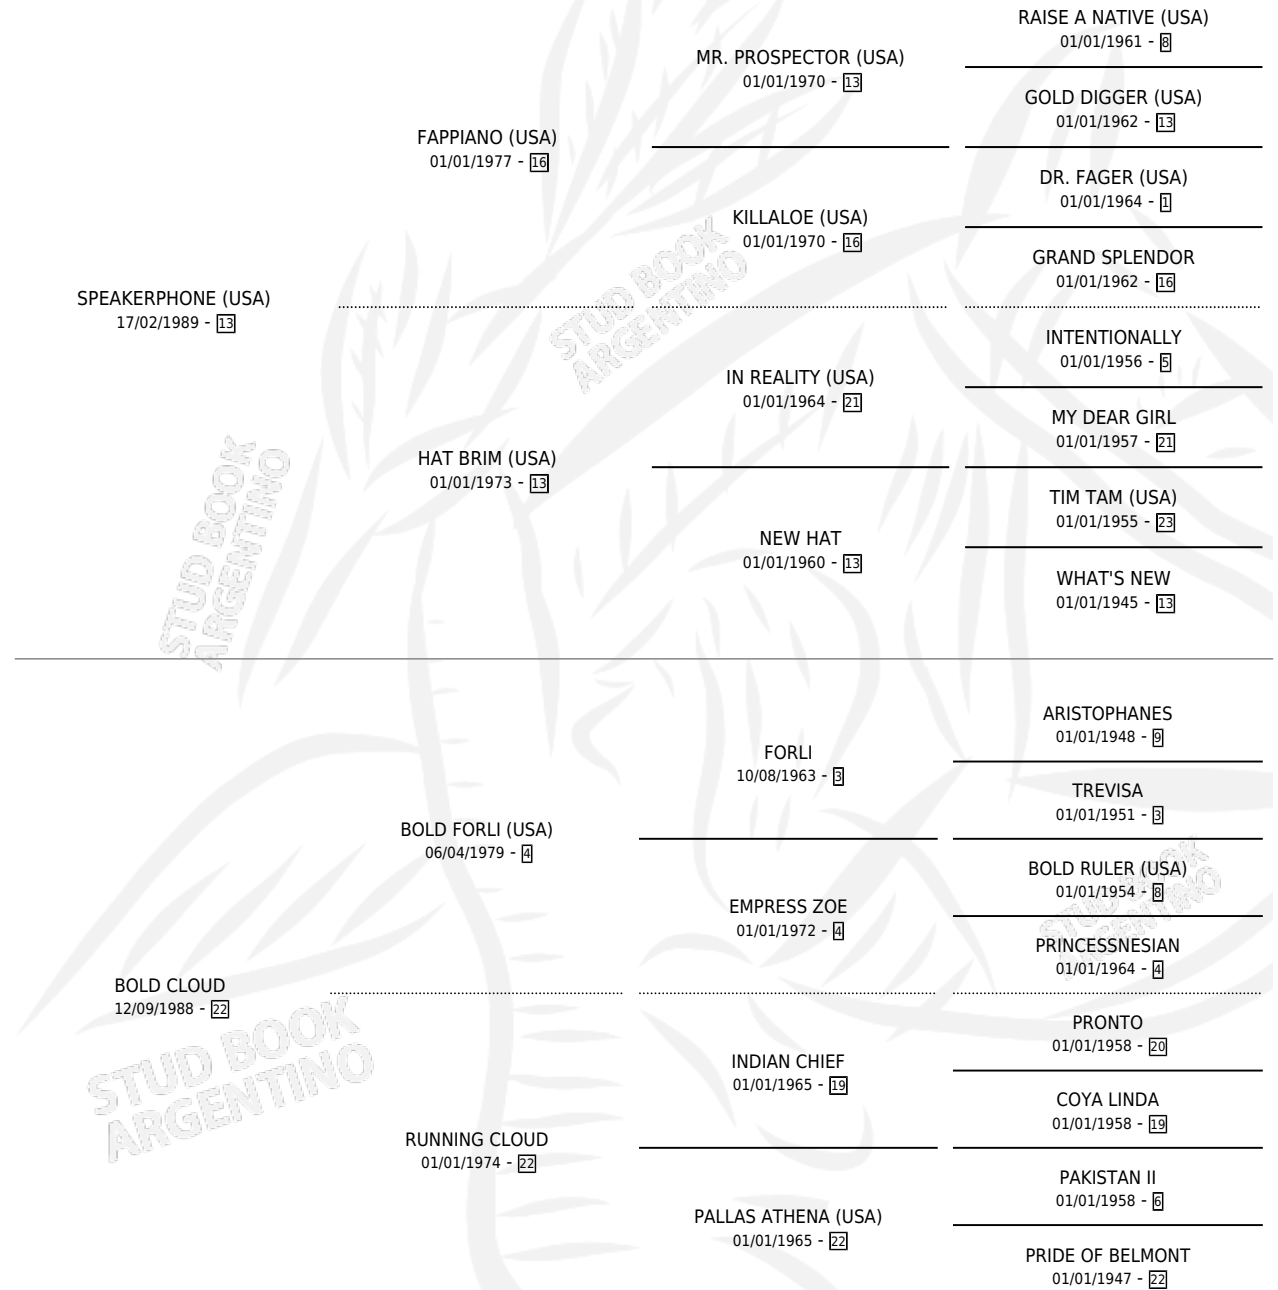 RAISE A NATIVE (USA)
01/01/1961 - 8
MR. PROSPECTOR (USA)
01/01/1970 - 13
GOLD DIGGER (USA)
01/01/1962 - 13
FAPPIANO (USA)
01/01/1977 - 16
DR. FAGER (USA)
01/01/1964 - 1
KILLALOE (USA)
01/01/1970 - 16
GRAND SPLENDOR
01/01/1962 - 16
SPEAKERPHONE (USA)
17/02/1989 - 13
STUD BOOK
ARGENTINO
INTENTIONALLY
01/01/1956 - 5
IN REALITY (USA)
01/01/1964 - 21
MY DEAR GIRL
01/01/1957 - 21
HAT BRIM (USA)
01/01/1973 - 13
TIM TAM (USA)
01/01/1955 - 23
NEW HAT
01/01/1960 - 13
WHAT'S NEW
01/01/1945 - 13
STUD BOOK
ARGENTINO
ARISTOPHANES
01/01/1948 - 9
FORLI
10/08/1963 - 3
TREVISA
01/01/1951 - 3
BOLD FORLI (USA)
06/04/1979 - 4
BOLD RULER (USA)
01/01/1954 - 8
EMPRESS ZOE
01/01/1972 - 4
STUD BOOK
ARGENTINO
PRINCESSNESIAN
01/01/1964 - 4
BOLD CLOUD
12/09/1988 - 22
PRONTO
01/01/1958 - 20
INDIAN CHIEF
01/01/1965 - 19
COYA LINDA
01/01/1958 - 19
STUD BOOK
ARGENTINO
RUNNING CLOUD
01/01/1974 - 22
PAKISTAN II
01/01/1958 - 6
PALLAS ATHENA (USA)
01/01/1965 - 22
PRIDE OF BELMONT
01/01/1947 - 22